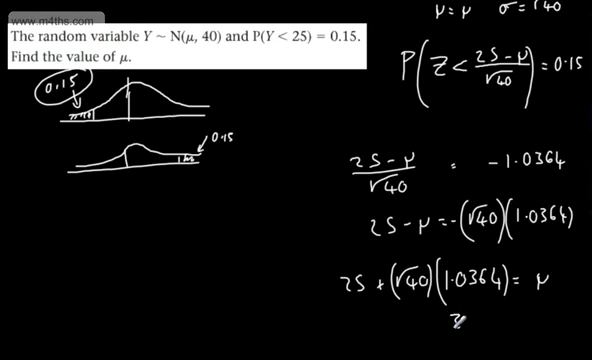 www.m4ths.com
μ = μ σ = √40
The random variable Y ~ N(μ, 40) and P(Y < 25) = 0.15.
Find the value of μ.
P(Z < (25 - μ)/√40) = 0.15
0.15
0.15
(25 - μ)/√40 = -1.0364
25 - μ = -(√40)(1.0364)
25 + (√40)(1.0364) = μ